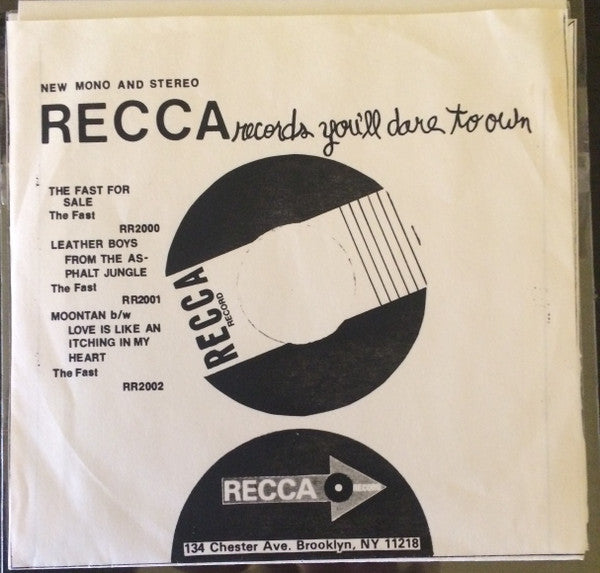 NEW MONO AND STEREO
RECCA records you'll dare to own
THE FAST FOR
SALE
The Fast
RR2000
LEATHER BOYS
FROM THE AS-
PHALT JUNGLE
The Fast
RR2001
MOONTAN b/w
LOVE IS LIKE AN
ITCHING IN MY
HEART
The Fast
RR2002
RECCA
RECORD
RECCA RECORD
134 Chester Ave. Brooklyn, NY 11218